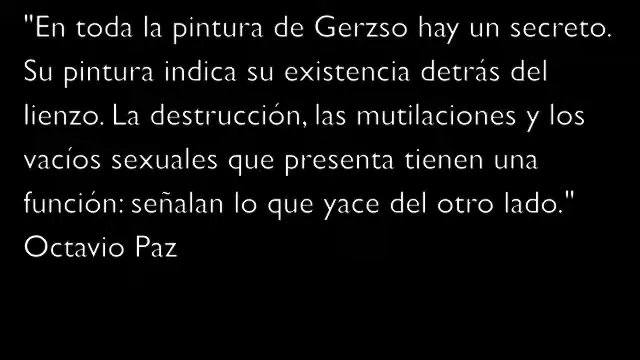 "En toda la pintura de Gerzso hay un secreto.
Su pintura indica su existencia detrás del
lienzo. La destrucción, las mutilaciones y los
vacíos sexuales que presenta tienen una
función: señalan lo que yace del otro lado."
Octavio Paz